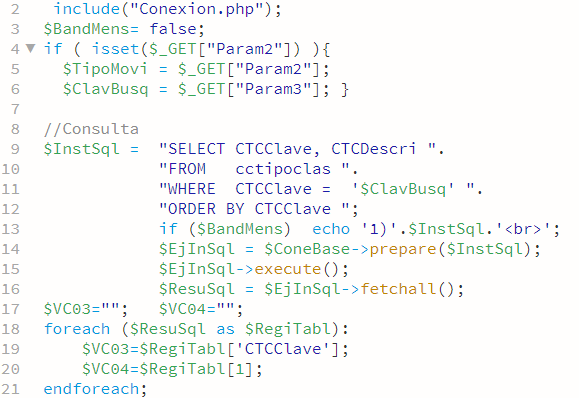 2 include("Conexion.php");
3 $BandMens= false;
4 ▼ if ( isset($_GET["Param2"]) ){
5 $TipoMovi = $_GET["Param2"];
6 $ClavBusq = $_GET["Param3"]; }
7
8 //Consulta
9 $InstSql = "SELECT CTCClave, CTCDescri ".
10 "FROM   cctipoclas ".
11 "WHERE  CTCClave =  '$ClavBusq' ".
12 "ORDER BY CTCClave ";
13 if ($BandMens)  echo '1)'.$InstSql.'<br>';
14 $EjInSql = $ConeBase->prepare($InstSql);
15 $EjInSql->execute();
16 $ResuSql = $EjInSql->fetchall();
17 $VC03="";   $VC04="";
18 foreach ($ResuSql as $RegiTabl):
19 $VC03=$RegiTabl['CTCClave'];
20 $VC04=$RegiTabl[1];
21 endforeach;